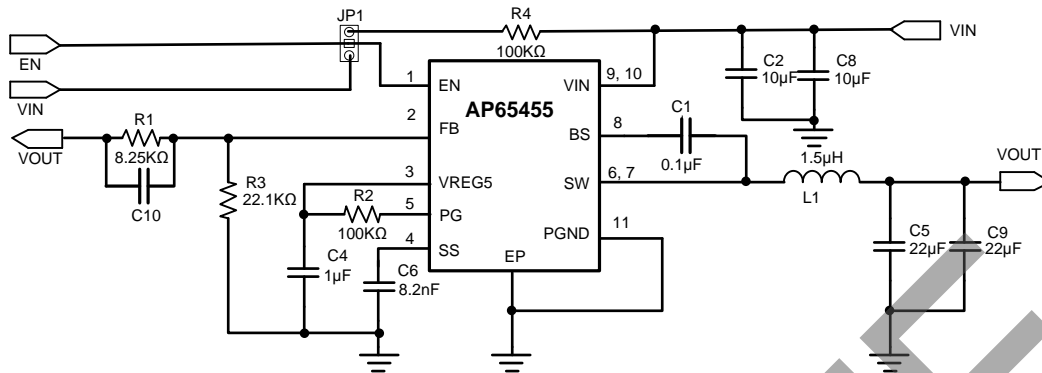 JP1
R4
100KΩ
EN
VIN
VIN
C2
10µF
C8
10µF
R1
8.25KΩ
C10
VOUT
R3
22.1KΩ
1
EN
2
FB
3
VREG5
R2
100KΩ
5
PG
4
SS
C4
1µF
C6
8.2nF
AP65455
9, 10
VIN
8
BS
6, 7
SW
11
PGND
EP
C1
0.1µF
1.5µH
L1
VOUT
C5
22µF
C9
22µF